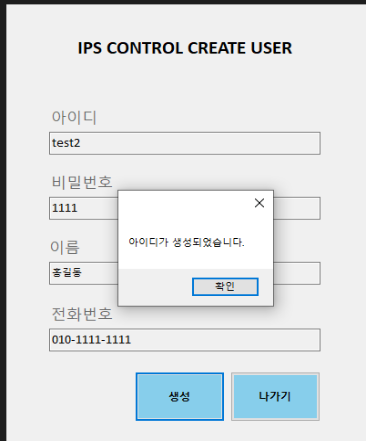 IPS CONTROL CREATE USER
아이디
test2
비밀번호
1111
아이디가 생성되었습니다.
확인
이름
홍길동
전화번호
010-1111-1111
생성
나가기